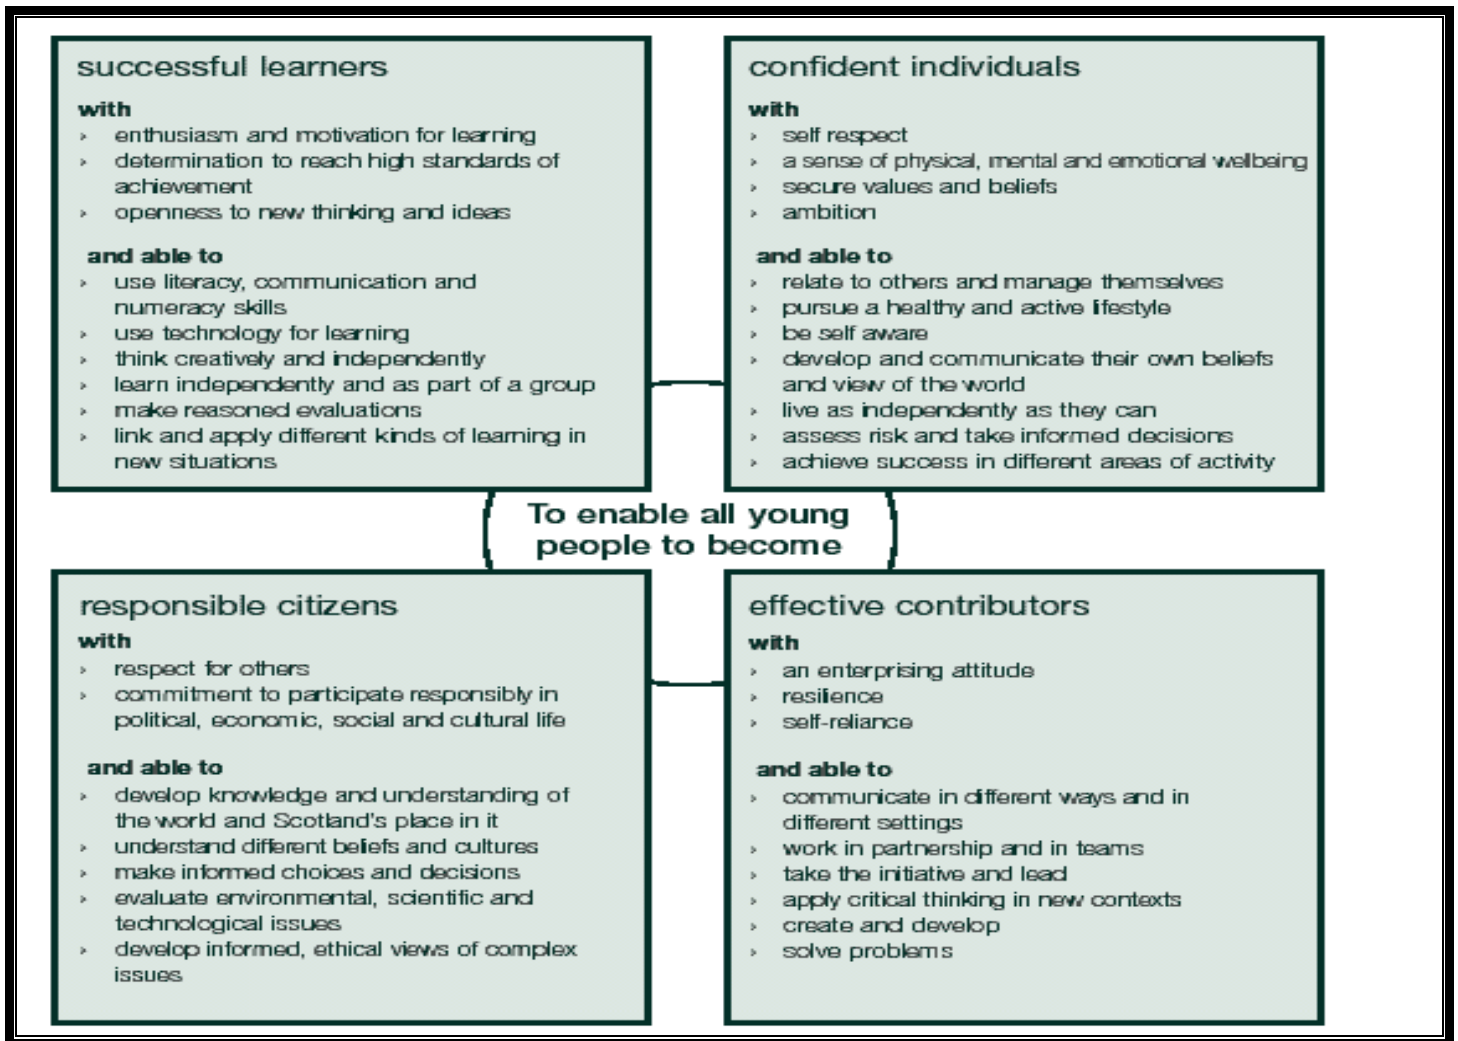 successful learners
with
› enthusiasm and motivation for learning
› determination to reach high standards of
achievement
› openness to new thinking and ideas
and able to
› use literacy, communication and
numeracy skills
› use technology for learning
› think creatively and independently
› learn independently and as part of a group
› make reasoned evaluations
› link and apply different kinds of learning in
new situations
confident individuals
with
› self respect
› a sense of physical, mental and emotional wellbeing
› secure values and beliefs
› ambition
and able to
› relate to others and manage themselves
› pursue a healthy and active lifestyle
› be self aware
› develop and communicate their own beliefs
and view of the world
› live as independently as they can
› assess risk and take informed decisions
› achieve success in different areas of activity
To enable all young
people to become
responsible citizens
with
› respect for others
› commitment to participate responsibly in
political, economic, social and cultural life
and able to
› develop knowledge and understanding of
the world and Scotland's place in it
› understand different beliefs and cultures
› make informed choices and decisions
› evaluate environmental, scientific and
technological issues
› develop informed, ethical views of complex
issues
effective contributors
with
› an enterprising attitude
› resilience
› self-reliance
and able to
› communicate in different ways and in
different settings
› work in partnership and in teams
› take the initiative and lead
› apply critical thinking in new contexts
› create and develop
› solve problems